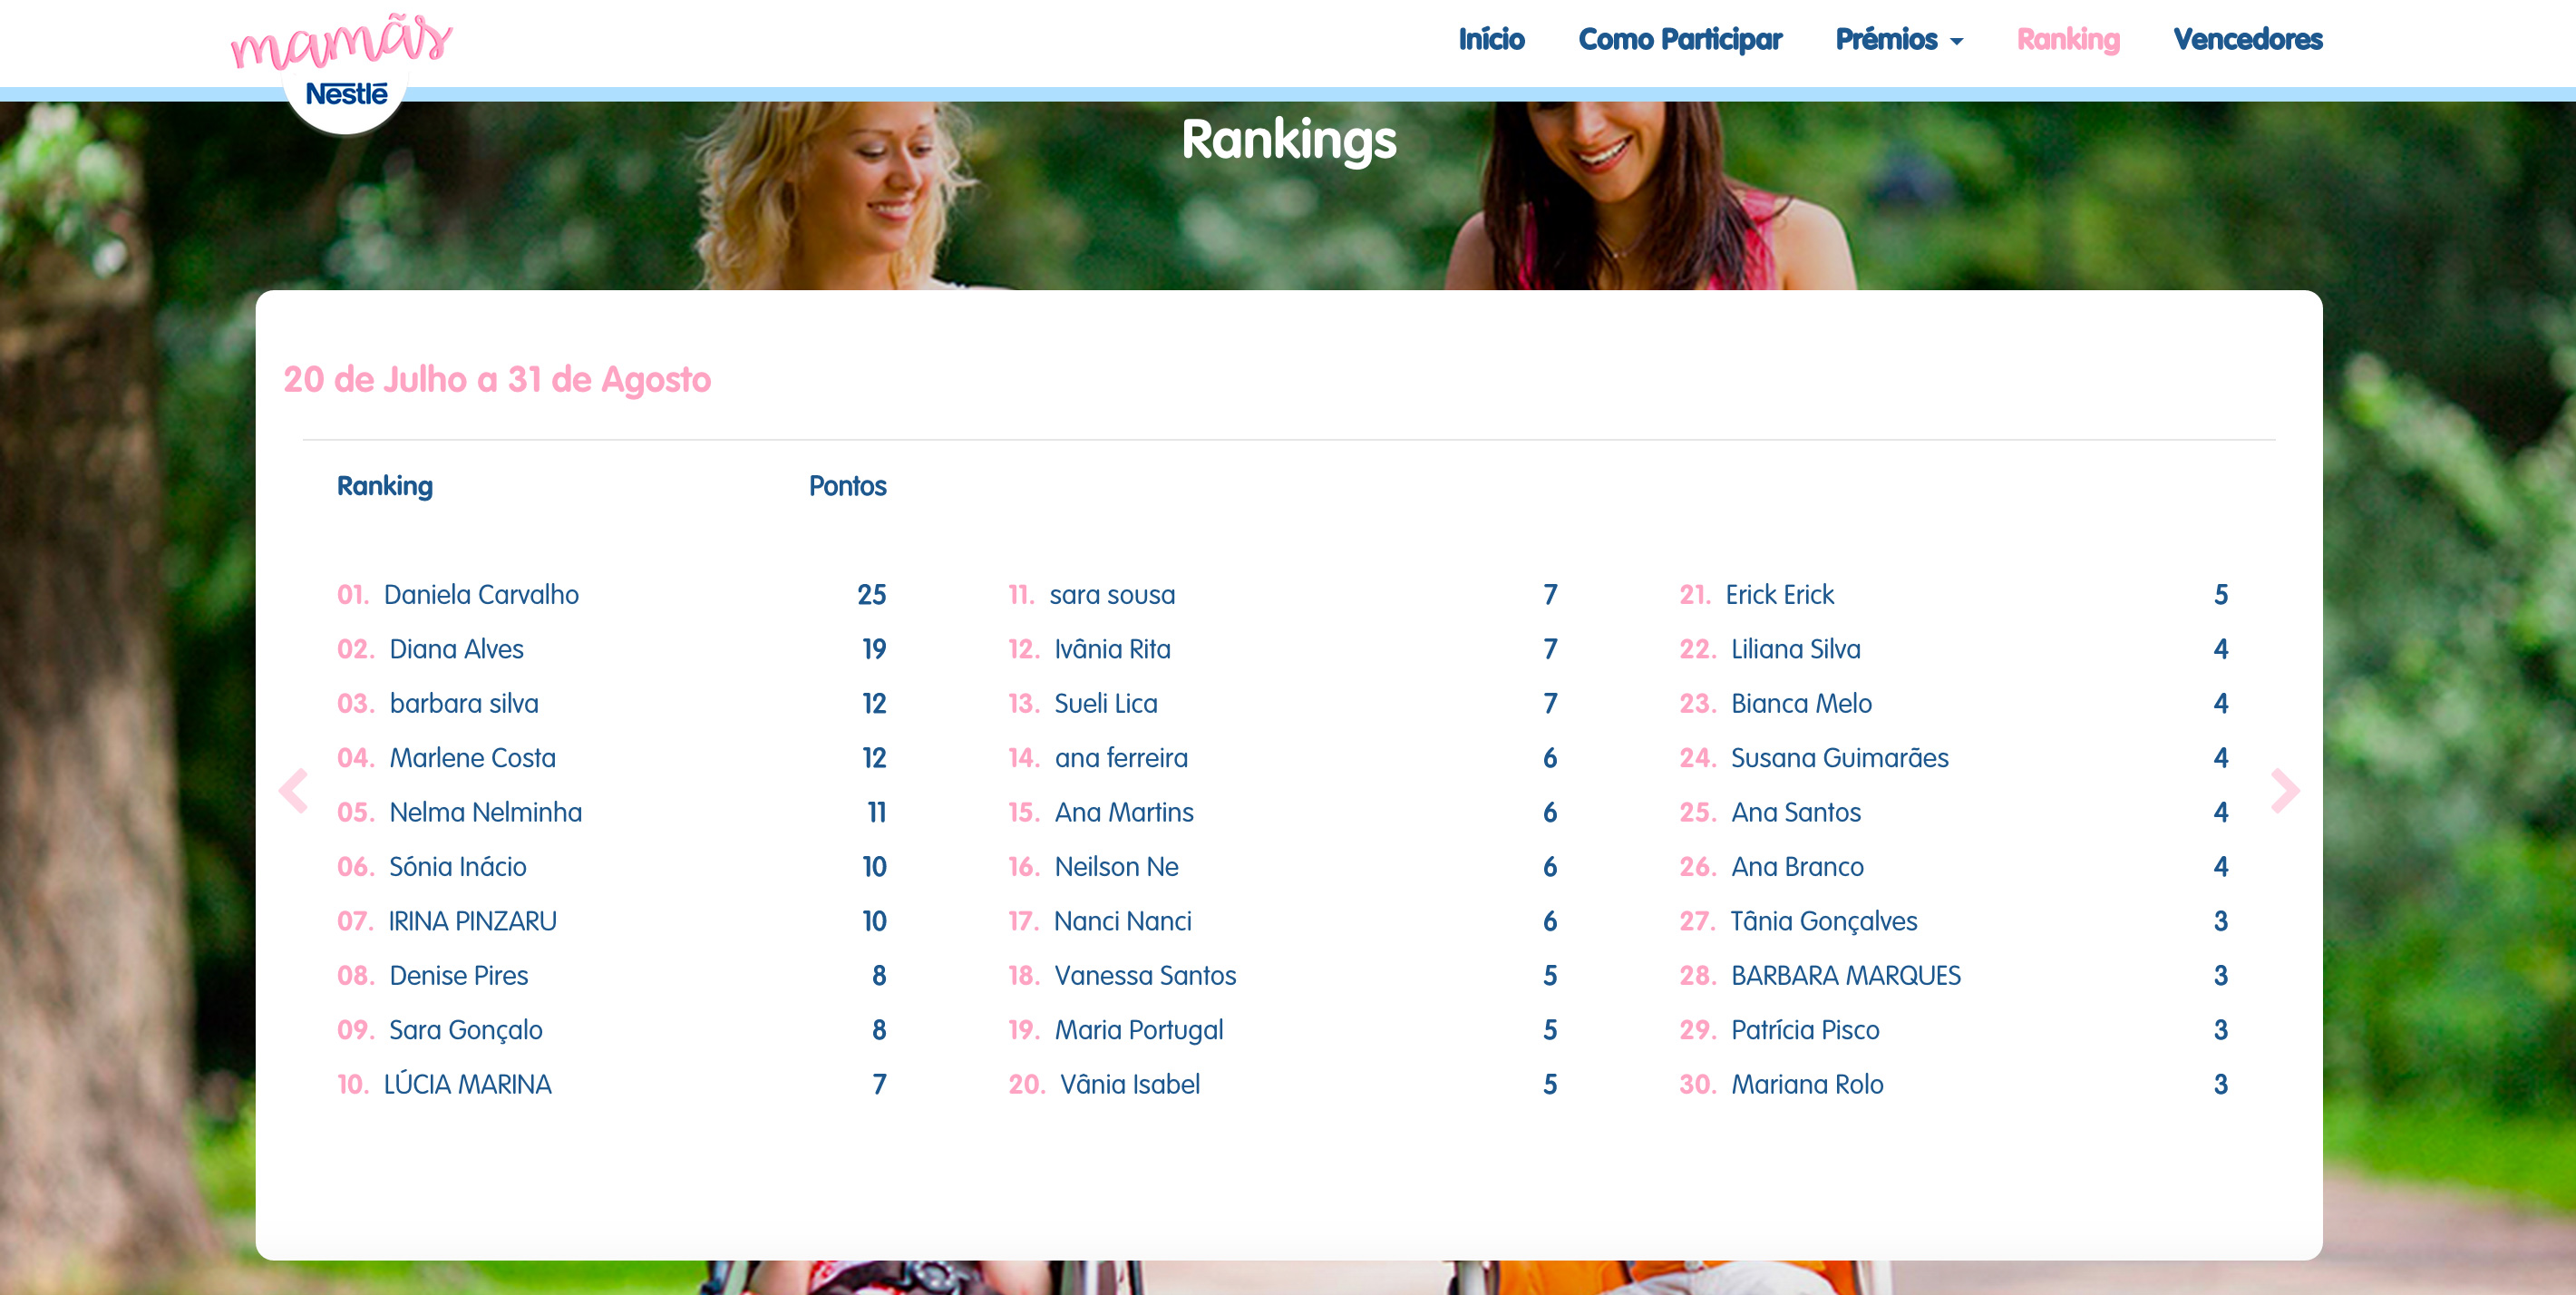 mamãs
Nestlé
Início Como Participar Prémios Ranking Vencedores
Rankings
20 de Julho a 31 de Agosto
Ranking Pontos
01. Daniela Carvalho 25
02. Diana Alves 19
03. barbara silva 12
04. Marlene Costa 12
05. Nelma Nelminha 11
06. Sónia Inácio 10
07. IRINA PINZARU 10
08. Denise Pires 8
09. Sara Gonçalo 8
10. LÚCIA MARINA 7
11. sara sousa 7
12. Ivânia Rita 7
13. Sueli Lica 7
14. ana ferreira 6
15. Ana Martins 6
16. Neilson Ne 6
17. Nanci Nanci 6
18. Vanessa Santos 5
19. Maria Portugal 5
20. Vânia Isabel 5
21. Erick Erick 5
22. Liliana Silva 4
23. Bianca Melo 4
24. Susana Guimarães 4
25. Ana Santos 4
26. Ana Branco 4
27. Tânia Gonçalves 3
28. BARBARA MARQUES 3
29. Patrícia Pisco 3
30. Mariana Rolo 3